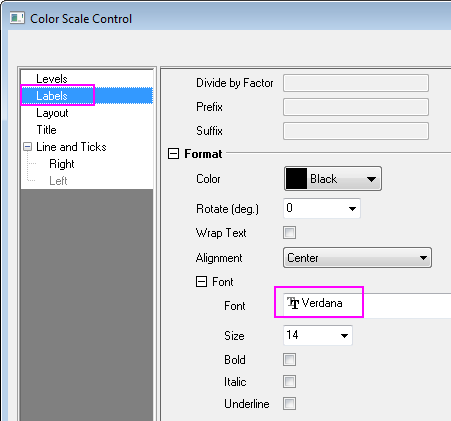 Color Scale Control
Levels
Labels
Layout
Title
Line and Ticks
Right
Left
Divide by Factor
Prefix
Suffix
Format
Color Black
Rotate (deg.) 0
Wrap Text
Alignment Center
Font
Font Verdana
Size 14
Bold
Italic
Underline